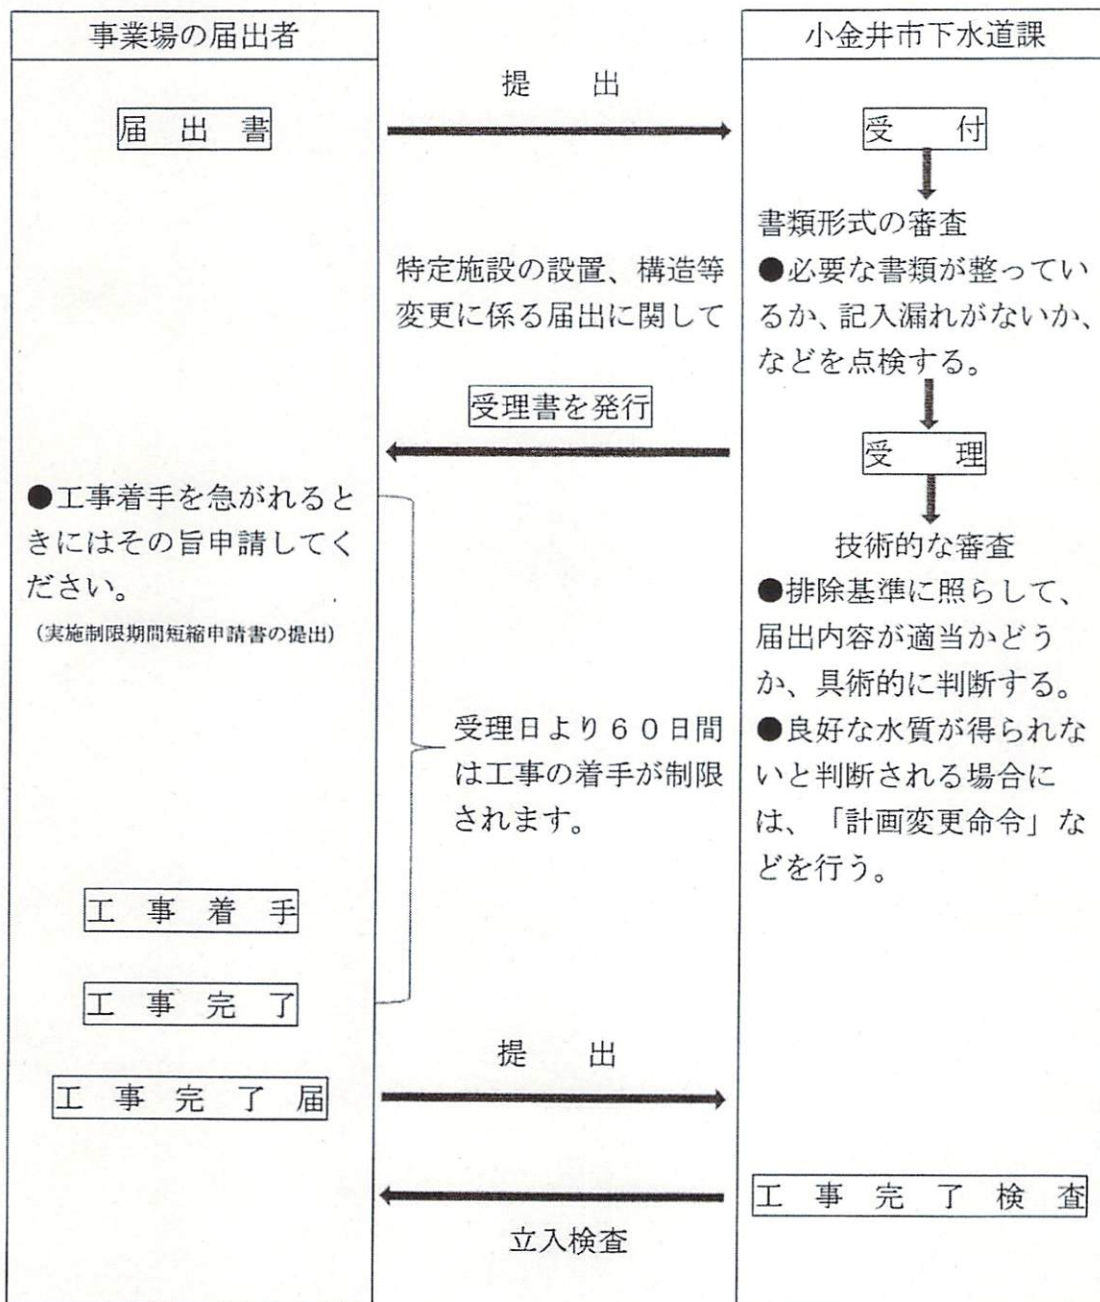 事業場の届出者
小金井市下水道課
提　出
届　出　書
受　付
書類形式の審査
●必要な書類が整ってい
るか、記入漏れがないか、
などを点検する。
特定施設の設置、構造等
変更に係る届出に関して
受理書を発行
受　理
●工事着手を急がれると
きにはその旨申請してく
ださい。
(実施制限期間短縮申請書の提出)
技術的な審査
●排除基準に照らして、
届出内容が適当かどう
か、具術的に判断する。
●良好な水質が得られな
いと判断される場合に
は、「計画変更命令」な
どを行う。
受理日より６０日間
は工事の着手が制限
されます。
工　事　着　手
工　事　完　了
提　出
工　事　完　了　届
工　事　完　了　検　査
立入検査